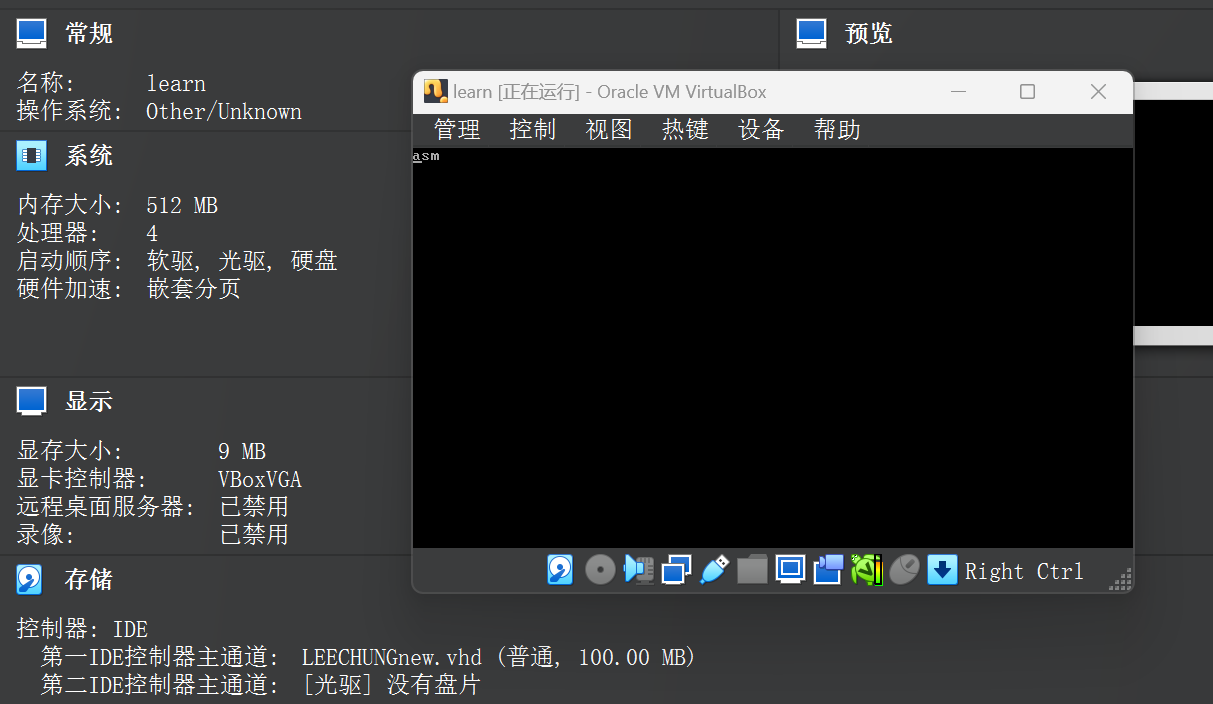 常规
名称: learn
操作系统: Other/Unknown
系统
内存大小: 512 MB
处理器: 4
启动顺序: 软驱, 光驱, 硬盘
硬件加速: 嵌套分页
显示
显存大小: 9 MB
显卡控制器: VBoxVGA
远程桌面服务器: 已禁用
录像: 已禁用
存储
控制器: IDE
第一IDE控制器主通道: LEECHUNGnew.vhd (普通, 100.00 MB)
第二IDE控制器主通道: [光驱] 没有盘片
预览
learn [正在运行] - Oracle VM VirtualBox
管理 控制 视图 热键 设备 帮助
asm
Right Ctrl